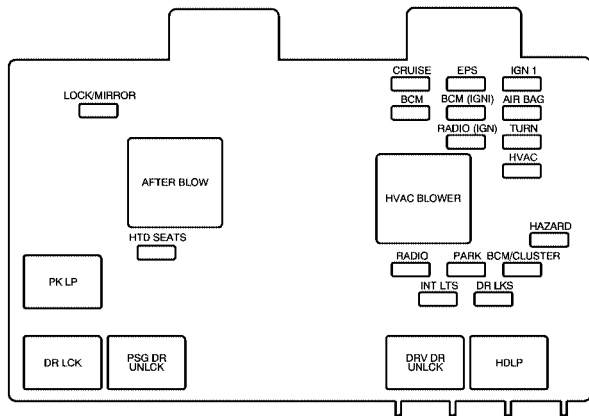 CRUISE EPS IGN 1
LOCK/MIRROR
BCM BCM (IGNI) AIR BAG
RADIO (IGN) TURN
HVAC
AFTER BLOW
HVAC BLOWER
HTD SEATS
HAZARD
RADIO PARK BCM/CLUSTER
PK LP
INT LTS DR LKS
DR LCK
PSG DR
UNLCK
DRV DR
UNLCK
HDLP